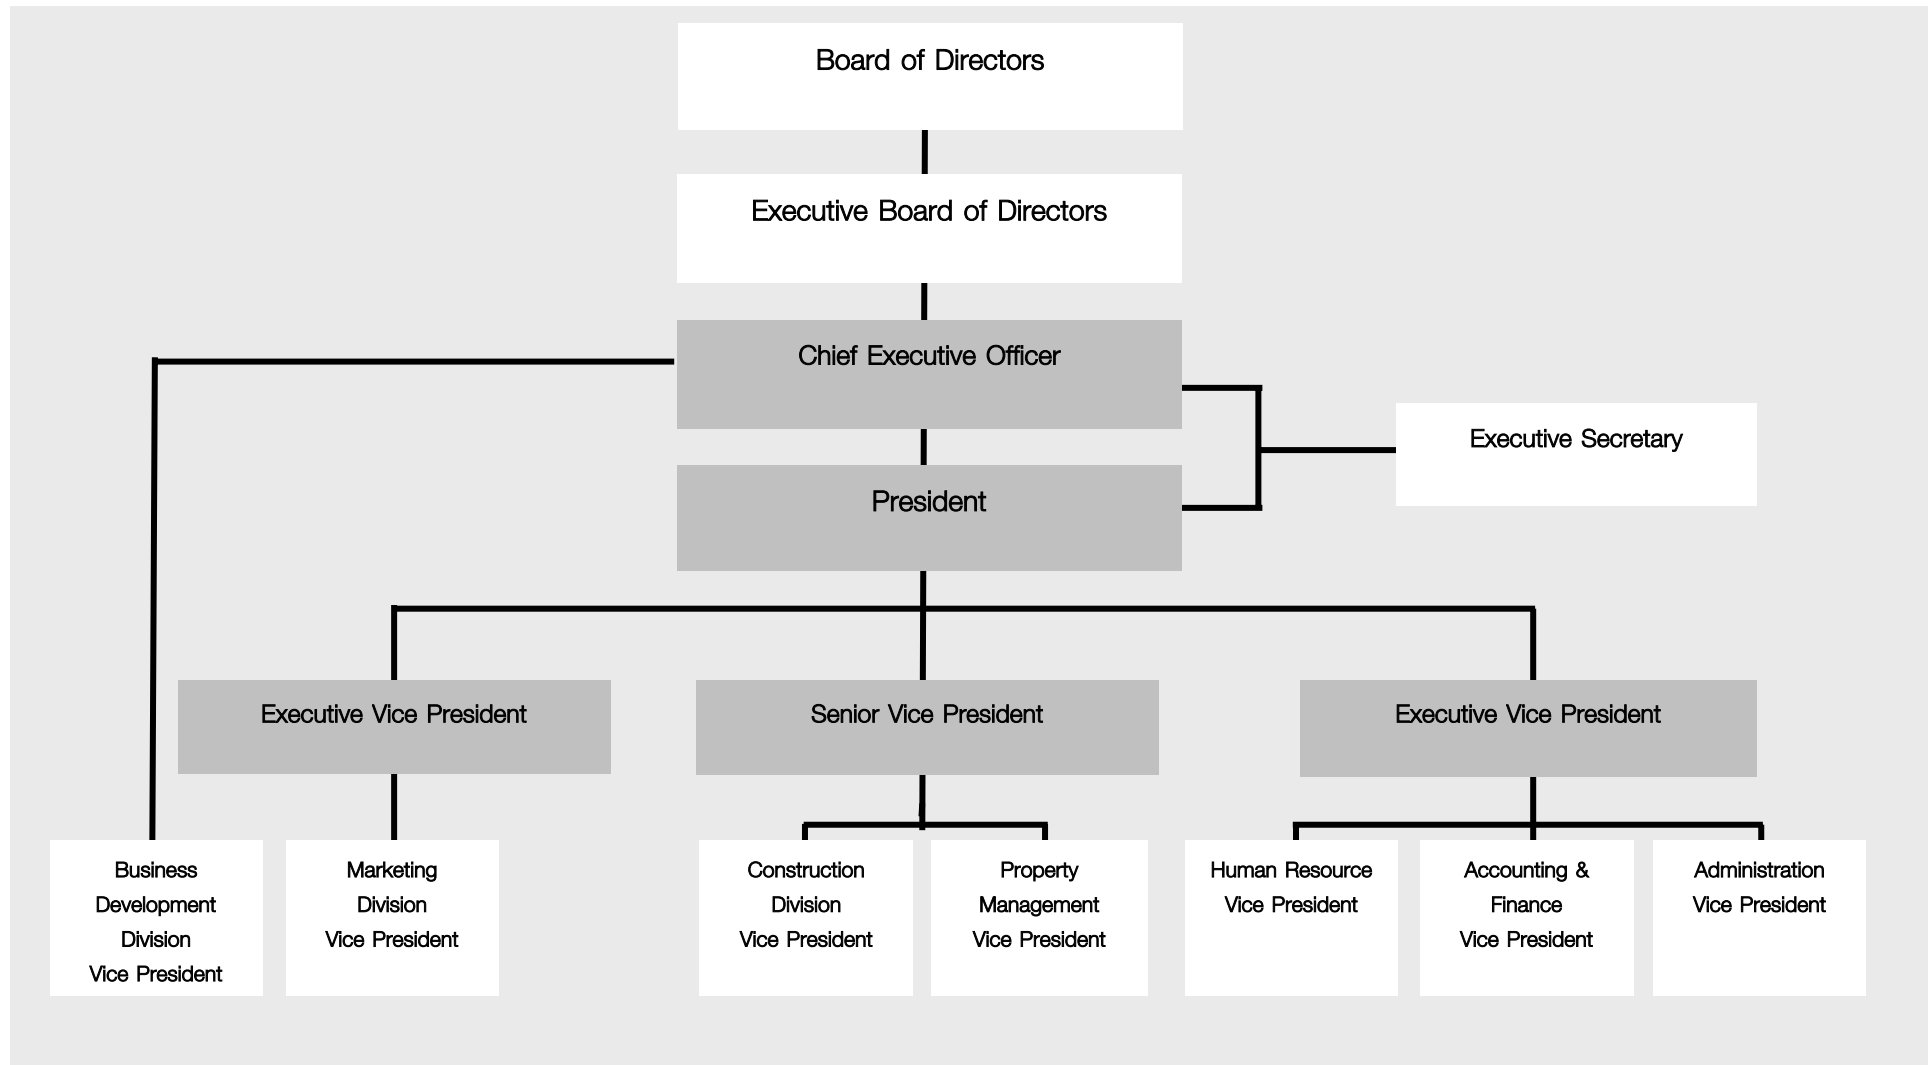 Board of Directors
Executive Board of Directors
Chief Executive Officer
Executive Secretary
President
Executive Vice President
Senior Vice President
Executive Vice President
Business
Development
Division
Vice President
Marketing
Division
Vice President
Construction
Division
Vice President
Property
Management
Vice President
Human Resource
Vice President
Accounting &
Finance
Vice President
Administration
Vice President